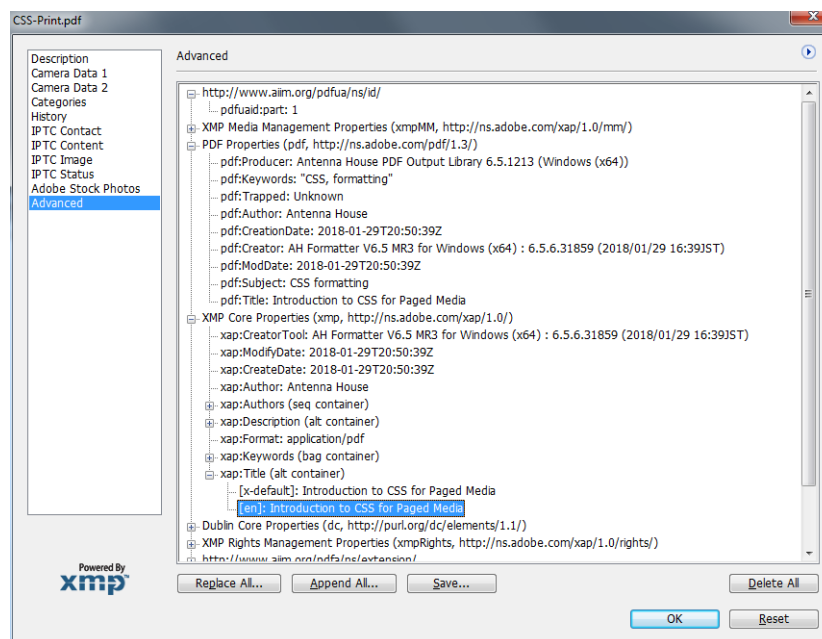 CSS-Print.pdf
Description
Camera Data 1
Camera Data 2
Categories
History
IPTC Contact
IPTC Content
IPTC Image
IPTC Status
Adobe Stock Photos
Advanced
Advanced
http://www.aiim.org/pdfua/ns/id/
pdfuaid:part: 1
XMP Media Management Properties (xmpMM, http://ns.adobe.com/xap/1.0/mm/)
PDF Properties (pdf, http://ns.adobe.com/pdf/1.3/)
pdf:Producer: Antenna House PDF Output Library 6.5.1213 (Windows (x64))
pdf:Keywords: "CSS, formatting"
pdf:Trapped: Unknown
pdf:Author: Antenna House
pdf:CreationDate: 2018-01-29T20:50:39Z
pdf:Creator: AH Formatter V6.5 MR3 for Windows (x64) : 6.5.6.31859 (2018/01/29 16:39JST)
pdf:ModDate: 2018-01-29T20:50:39Z
pdf:Subject: CSS formatting
pdf:Title: Introduction to CSS for Paged Media
XMP Core Properties (xmp, http://ns.adobe.com/xap/1.0/)
xap:CreatorTool: AH Formatter V6.5 MR3 for Windows (x64) : 6.5.6.31859 (2018/01/29 16:39JST)
xap:ModifyDate: 2018-01-29T20:50:39Z
xap:CreateDate: 2018-01-29T20:50:39Z
xap:Author: Antenna House
xap:Authors (seq container)
xap:Description (alt container)
xap:Format: application/pdf
xap:Keywords (bag container)
xap:Title (alt container)
[x-default]: Introduction to CSS for Paged Media
[en]: Introduction to CSS for Paged Media
Dublin Core Properties (dc, http://purl.org/dc/elements/1.1/)
XMP Rights Management Properties (xmpRights, http://ns.adobe.com/xap/1.0/rights/)
http://www.aiim.org/pdfa/ns/extension/
Powered By
xmp
Replace All...
Append All...
Save...
Delete All
OK
Reset